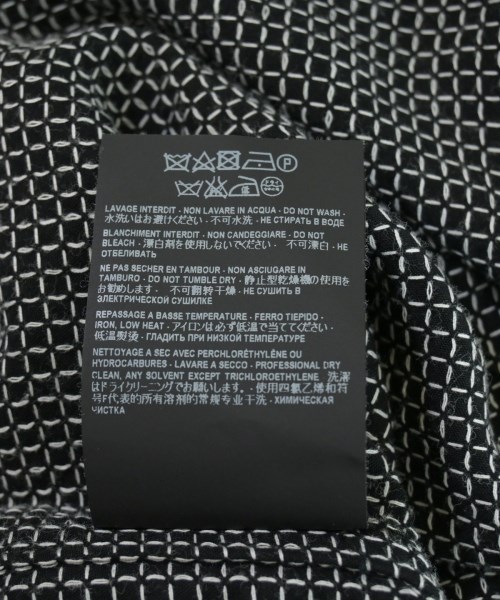 LAVAGE INTERDIT - NON LAVARE IN ACQUA - DO NOT WASH -
水洗いはお避けください - 不可水洗 - НЕ СТИРАТЬ В ВОДЕ
BLANCHIMENT INTERDIT - NON CANDEGGIARE - DO NOT
BLEACH - 漂白剤を使用しないでください - 不可漂白 - НЕ
ОТБЕЛИВАТЬ
NE PAS SECHER EN TAMBOUR - NON ASCIUGARE IN
TAMBURO - DO NOT TUMBLE DRY - 静止型乾燥機の使用を
お勧めします - 不可翻转干燥 - НЕ СУШИТЬ В
ЭЛЕКТРИЧЕСКОЙ СУШИЛКЕ
REPASSAGE A BASSE TEMPERATURE - FERRO TIEPIDO -
IRON, LOW HEAT - アイロンは必ず低温で当ててください -
低温熨烫 - ГЛАДИТЬ ПРИ НИЗКОЙ ТЕМПЕРАТУРЕ
NETTOYAGE A SEC AVEC PERCHLORÉTHYLÈNE OU
HYDROCARBURES - LAVARE A SECCO - PROFESSIONAL DRY
CLEAN, ANY SOLVENT EXCEPT TRICHLOROETHYLENE - 洗濯
はドライクリーニングでお願いします - 使用四氯乙烯和符
号F代表的所有溶剂的常规专业干洗 - ХИМИЧЕСКАЯ
ЧИСТКА